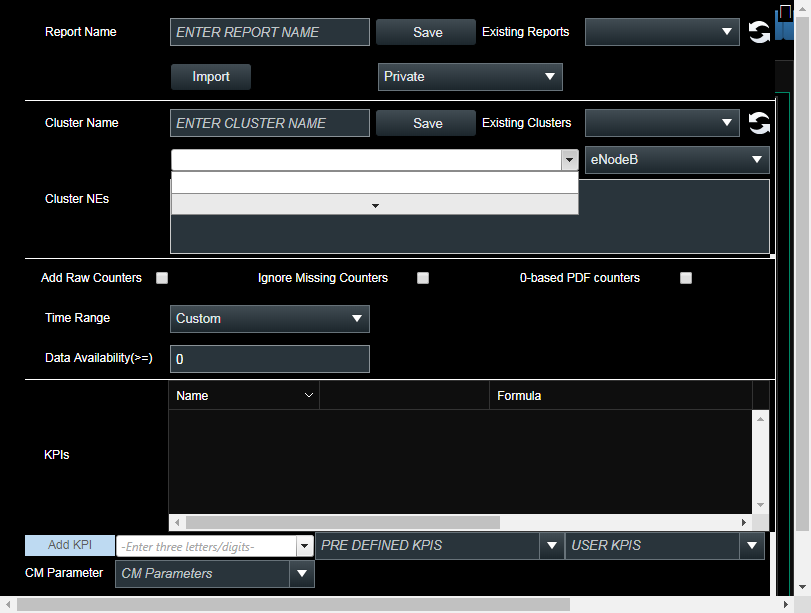 Report Name ENTER REPORT NAME Save Existing Reports
Import Private
Cluster Name ENTER CLUSTER NAME Save Existing Clusters
eNodeB
Cluster NEs
Add Raw Counters Ignore Missing Counters 0-based PDF counters
Time Range Custom
Data Availability(>=) 0
Name Formula
KPIs
Add KPI -Enter three letters/digits- PRE DEFINED KPIS USER KPIS
CM Parameter CM Parameters